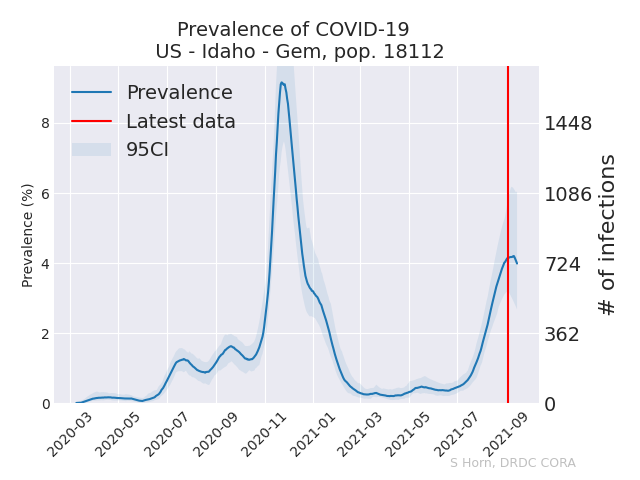 Prevalence of COVID-19
US - Idaho - Gem, pop. 18112
Prevalence
Latest data
95CI
Prevalence (%)
8
6
4
2
0
1448
1086
724
362
0
# of infections
2020-03
2020-05
2020-07
2020-09
2020-11
2021-01
2021-03
2021-05
2021-07
2021-09
S Horn, DRDC CORA